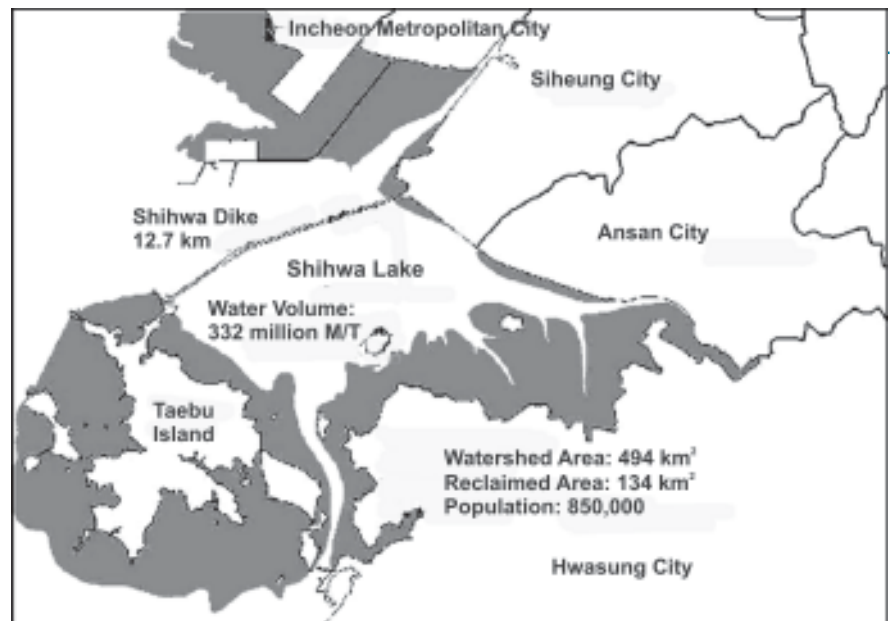 Incheon Metropolitan City
Siheung City
Shihwa Dike
12.7 km
Ansan City
Shihwa Lake
Water Volume:
332 million M/T
Taebu
Island
Watershed Area: 494 km²
Reclaimed Area: 134 km²
Population: 850,000
Hwasung City